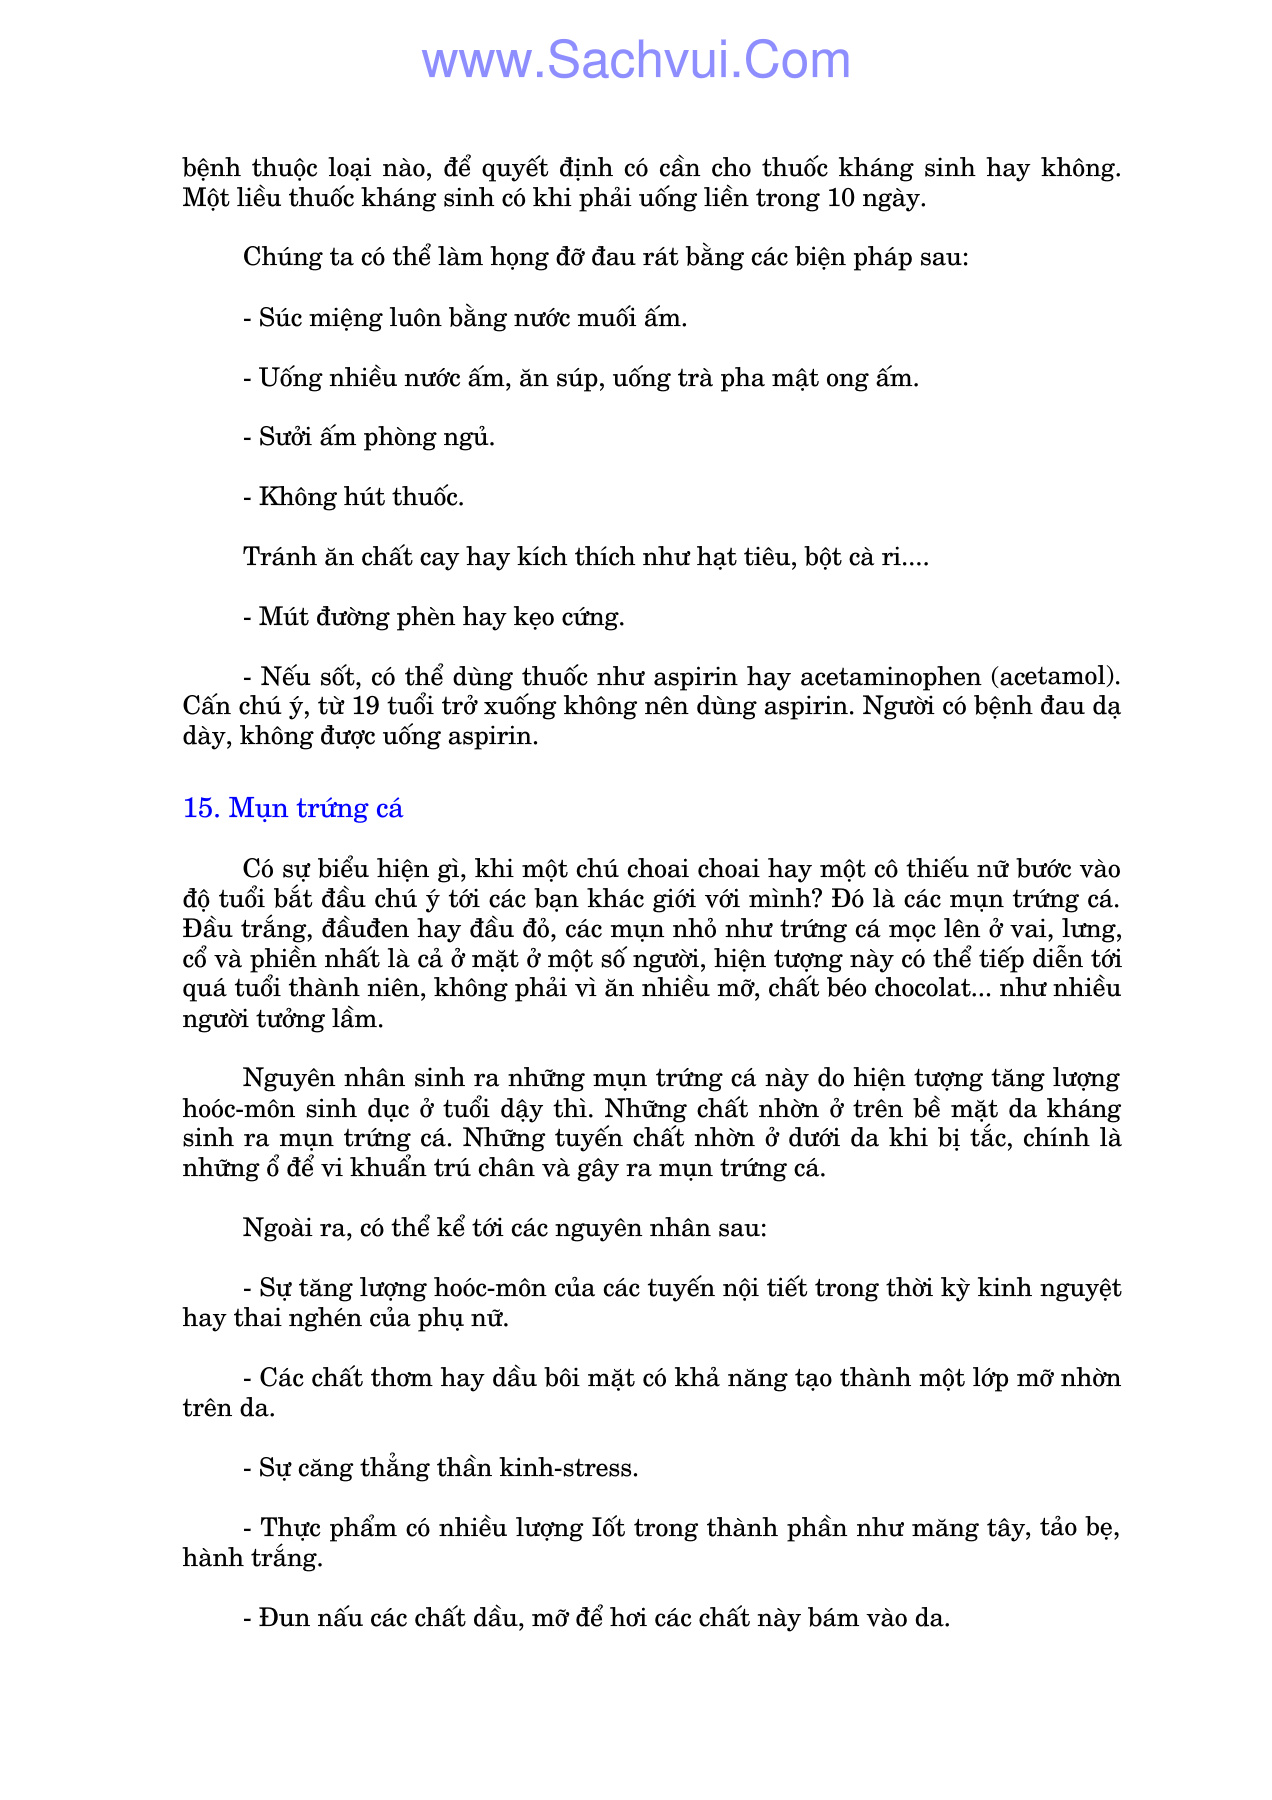 www.Sachvui.Com
bệnh thuộc loại nào, để quyết định có cần cho thuốc kháng sinh hay không.
Một liều thuốc kháng sinh có khi phải uống liền trong 10 ngày.
Chúng ta có thể làm họng đỡ đau rát bằng các biện pháp sau:
- Súc miệng luôn bằng nước muối ấm.
- Uống nhiều nước ấm, ăn súp, uống trà pha mật ong ấm.
- Sưởi ấm phòng ngủ.
- Không hút thuốc.
Tránh ăn chất cay hay kích thích như hạt tiêu, bột cà ri....
- Mút đường phèn hay kẹo cứng.
- Nếu sốt, có thể dùng thuốc như aspirin hay acetaminophen (acetamol).
Cấn chú ý, từ 19 tuổi trở xuống không nên dùng aspirin. Người có bệnh đau dạ
dày, không được uống aspirin.
15. Mụn trứng cá
Có sự biểu hiện gì, khi một chú choai choai hay một cô thiếu nữ bước vào
độ tuổi bắt đầu chú ý tới các bạn khác giới với mình? Đó là các mụn trứng cá.
Đầu trắng, đầuđen hay đầu đỏ, các mụn nhỏ như trứng cá mọc lên ở vai, lưng,
cổ và phiền nhất là cả ở mặt ở một số người, hiện tượng này có thể tiếp diễn tới
quá tuổi thành niên, không phải vì ăn nhiều mỡ, chất béo chocolat... như nhiều
người tưởng lầm.
Nguyên nhân sinh ra những mụn trứng cá này do hiện tượng tăng lượng
hoóc-môn sinh dục ở tuổi dậy thì. Những chất nhờn ở trên bề mặt da kháng
sinh ra mụn trứng cá. Những tuyến chất nhờn ở dưới da khi bị tắc, chính là
những ổ để vi khuẩn trú chân và gây ra mụn trứng cá.
Ngoài ra, có thể kể tới các nguyên nhân sau:
- Sự tăng lượng hoóc-môn của các tuyến nội tiết trong thời kỳ kinh nguyệt
hay thai nghén của phụ nữ.
- Các chất thơm hay dầu bôi mặt có khả năng tạo thành một lớp mỡ nhờn
trên da.
- Sự căng thẳng thần kinh-stress.
- Thực phẩm có nhiều lượng Iốt trong thành phần như măng tây, tảo bẹ,
hành trắng.
- Đun nấu các chất dầu, mỡ để hơi các chất này bám vào da.